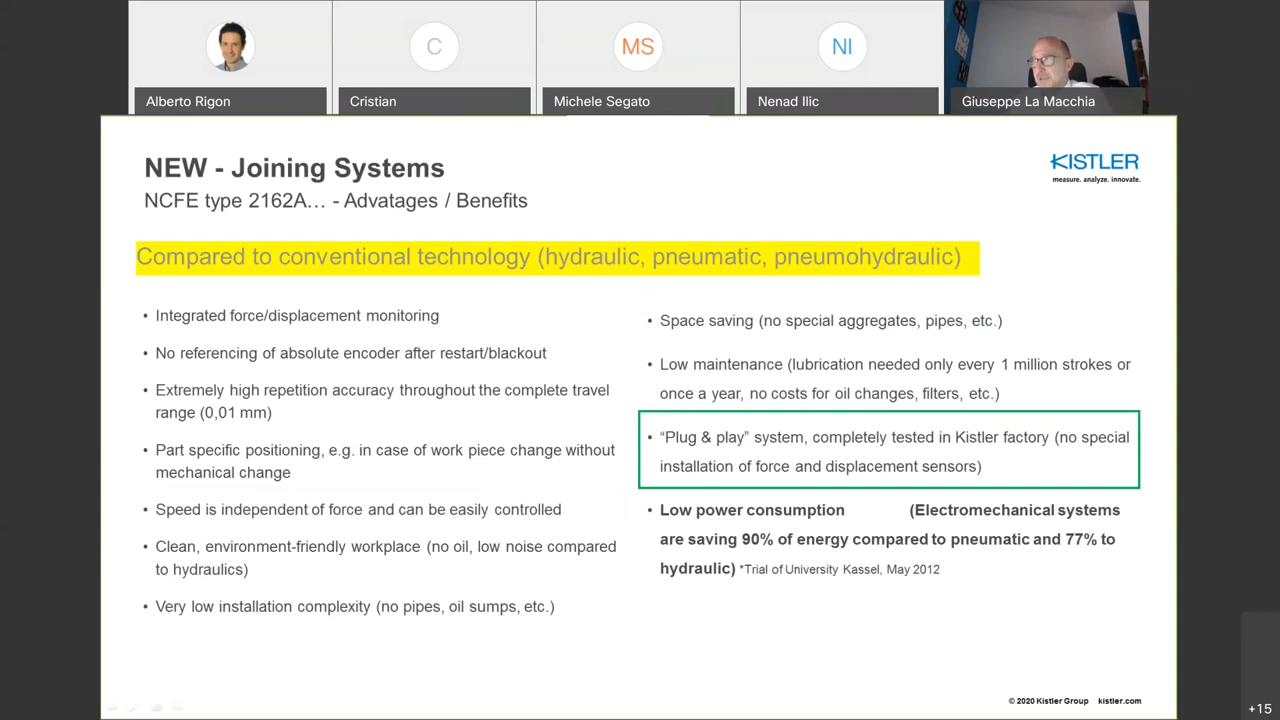 C
MS
NI
Alberto Rigon
Cristian
Michele Segato
Nenad Ilic
Giuseppe La Macchia
NEW - Joining Systems
KISTLER
measure. analyze. innovate.
NCFE type 2162A… - Advatages / Benefits
Compared to conventional technology (hydraulic, pneumatic, pneumohydraulic)
• Integrated force/displacement monitoring
• No referencing of absolute encoder after restart/blackout
• Extremely high repetition accuracy throughout the complete travel
range (0,01 mm)
• Part specific positioning, e.g. in case of work piece change without
mechanical change
• Speed is independent of force and can be easily controlled
• Clean, environment-friendly workplace (no oil, low noise compared
to hydraulics)
• Very low installation complexity (no pipes, oil sumps, etc.)
• Space saving (no special aggregates, pipes, etc.)
• Low maintenance (lubrication needed only every 1 million strokes or
once a year, no costs for oil changes, filters, etc.)
• “Plug & play” system, completely tested in Kistler factory (no special
installation of force and displacement sensors)
• Low power consumption (Electromechanical systems
are saving 90% of energy compared to pneumatic and 77% to
hydraulic) *Trial of University Kassel, May 2012
© 2020 Kistler Group kistler.com
+15